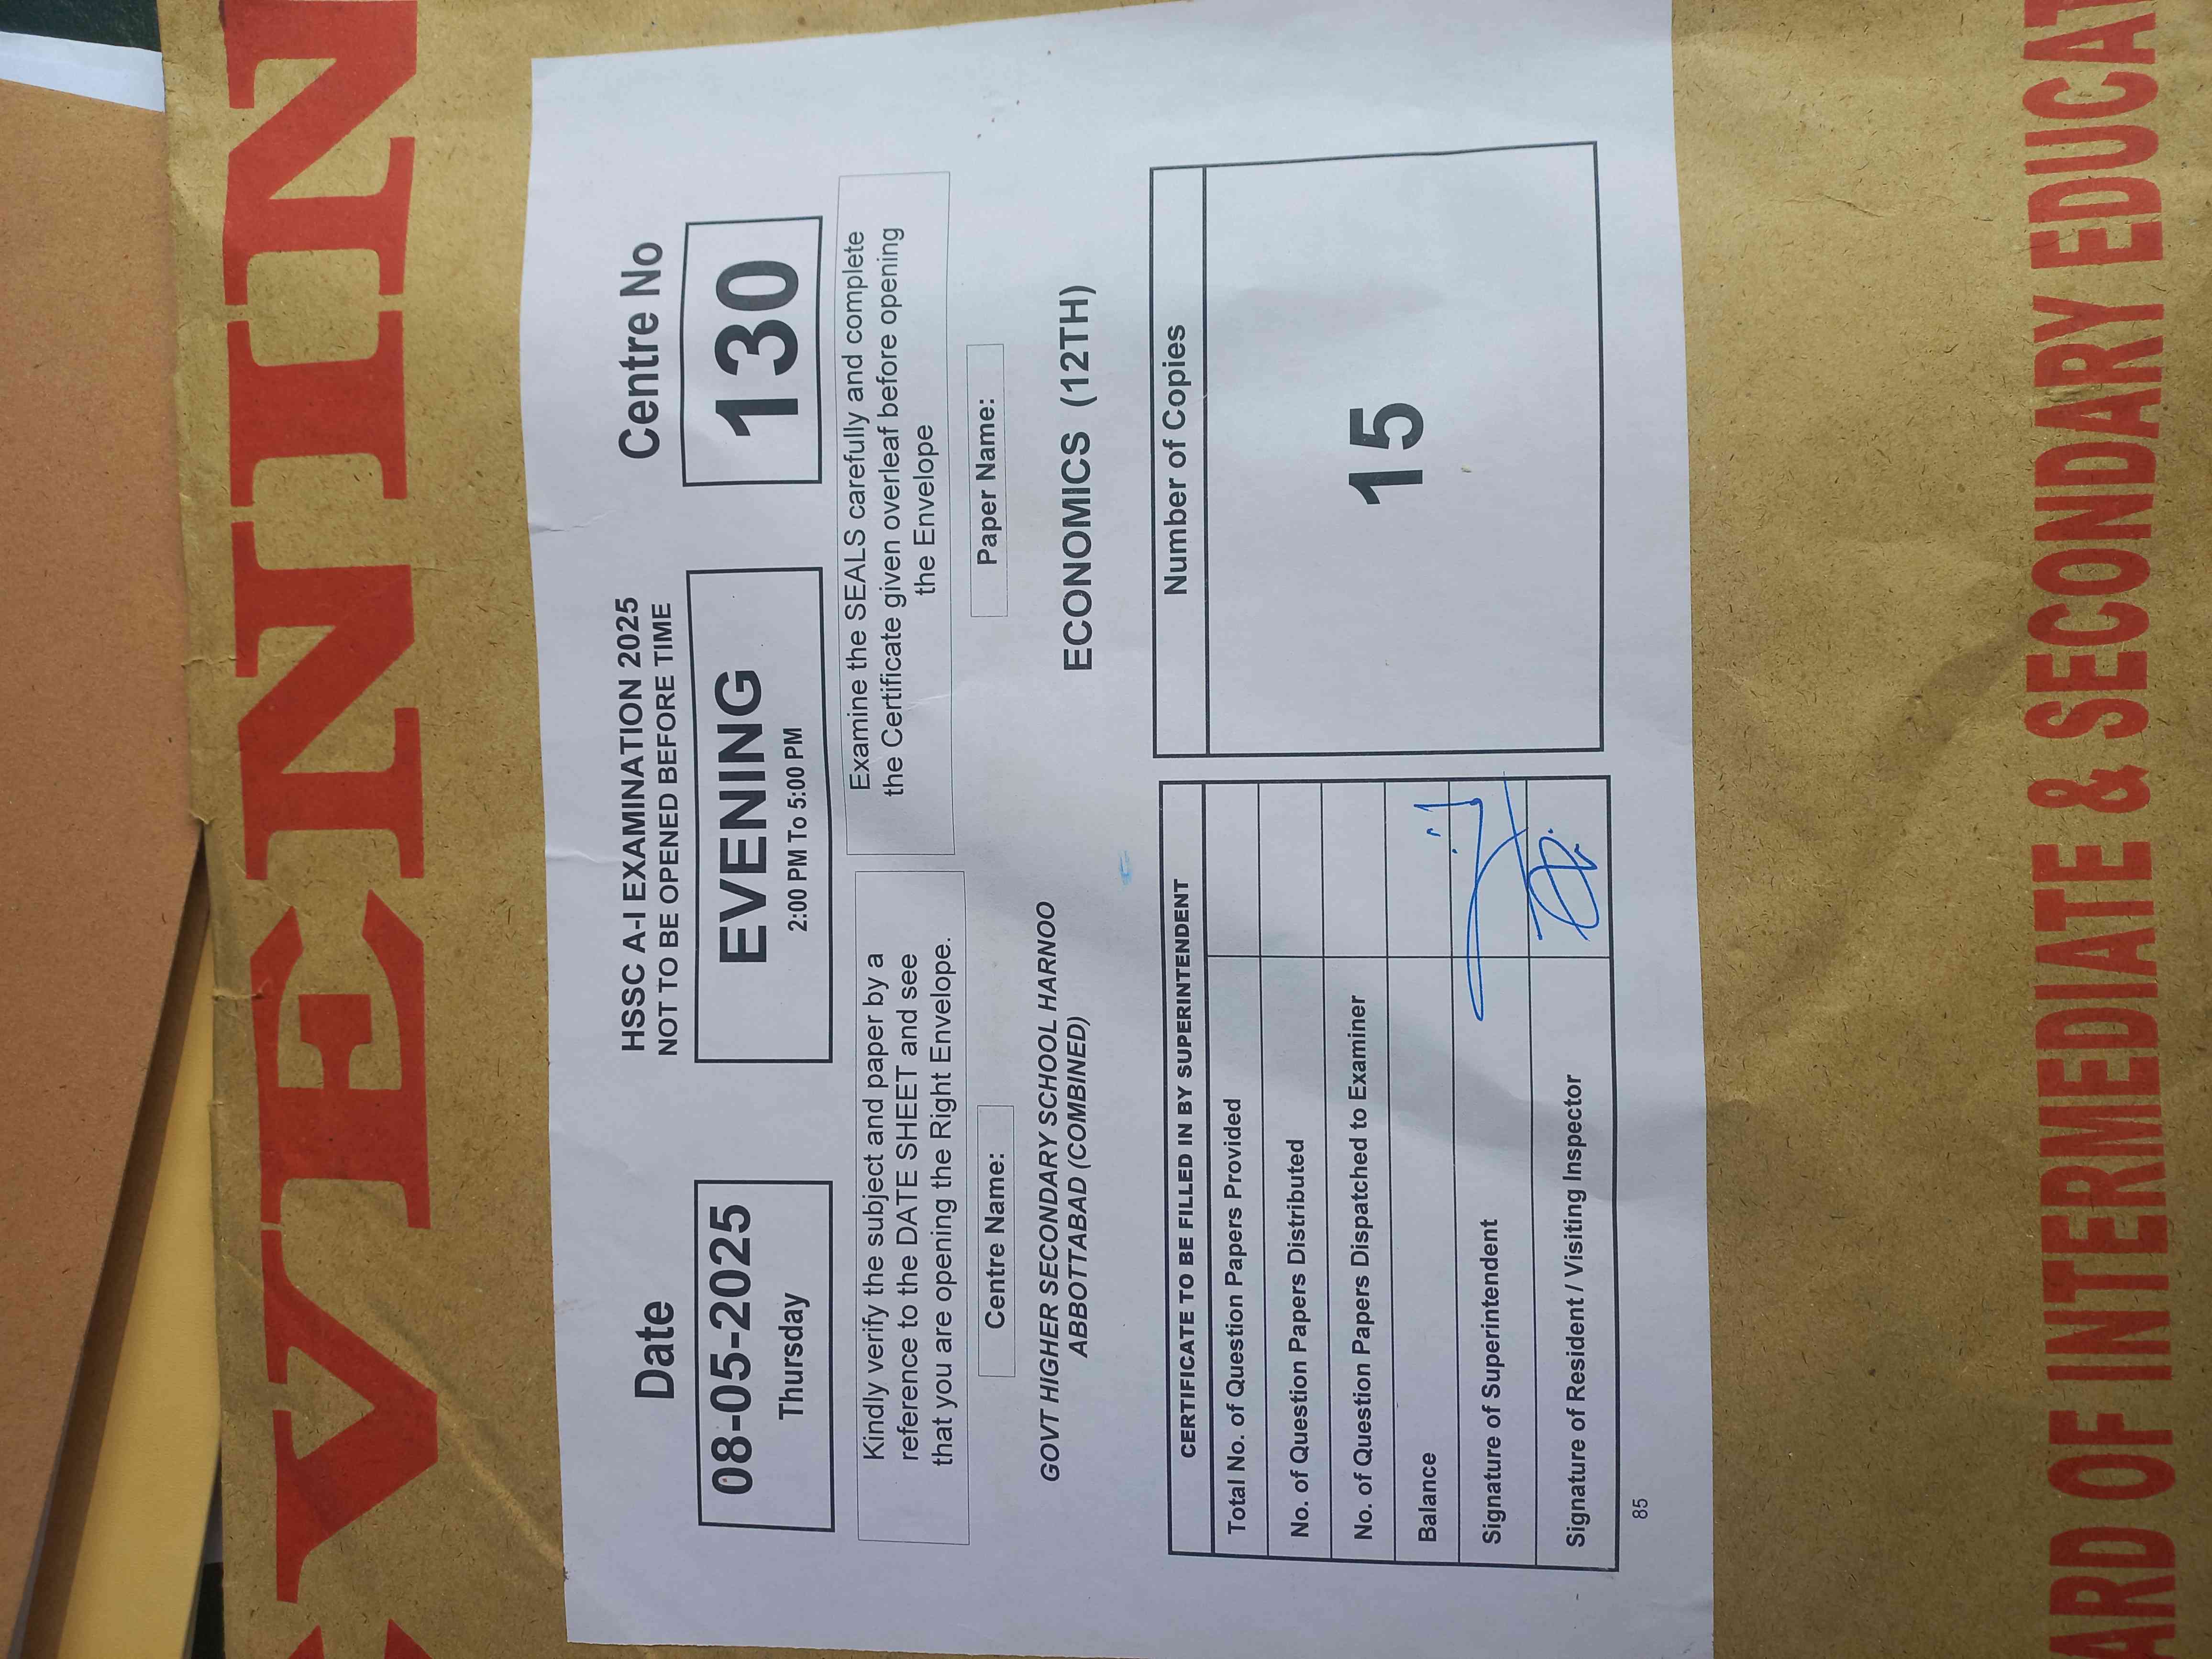 EVENIN
Date
08-05-2025
Thursday
HSSC A-I EXAMINATION 2025
NOT TO BE OPENED BEFORE TIME
EVENING
2:00 PM To 5:00 PM
Centre No
130
Kindly verify the subject and paper by a
reference to the DATE SHEET and see
that you are opening the Right Envelope.
Examine the SEALS carefully and complete
the Certificate given overleaf before opening
the Envelope
Centre Name:
GOVT HIGHER SECONDARY SCHOOL HARNOO
ABBOTTABAD (COMBINED)
Paper Name:
ECONOMICS (12TH)
CERTIFICATE TO BE FILLED IN BY SUPERINTENDENT
Total No. of Question Papers Provided
No. of Question Papers Distributed
No. of Question Papers Dispatched to Examiner
Balance
Signature of Superintendent
Signature of Resident / Visiting Inspector
Number of Copies
15
85
ARD OF INTERMEDIATE & SECONDARY EDUCAT